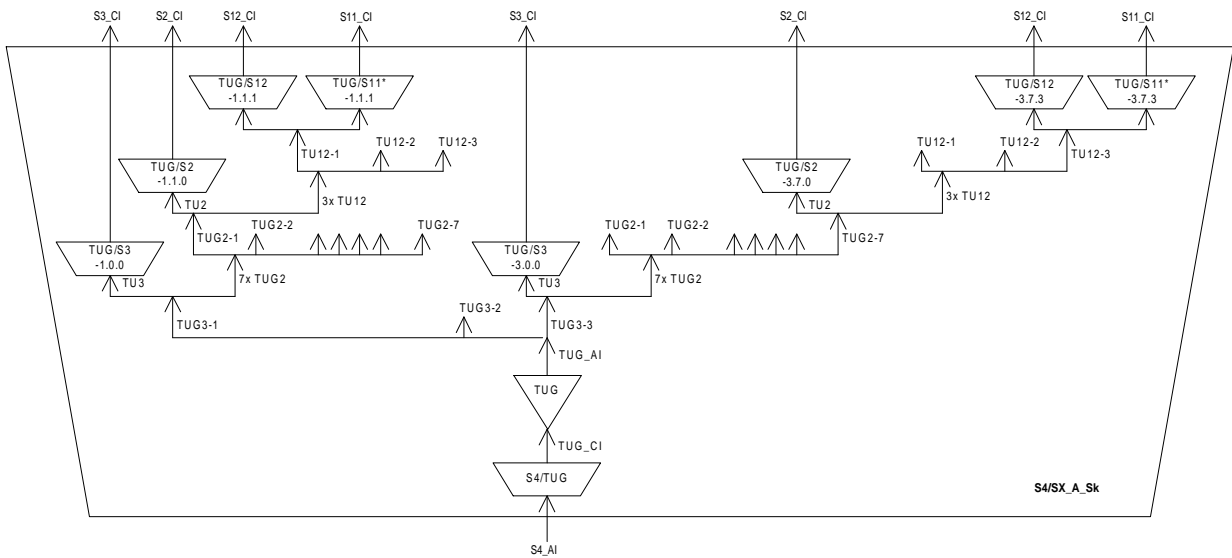 S3_CI S2_CI S12_CI S11_CI S3_CI S2_CI S12_CI S11_CI
TUG/S12
-1.1.1
TUG/S11*
-1.1.1
TUG/S12
-3.7.3
TUG/S11*
-3.7.3
TU12-1 TU12-2 TU12-3 TU12-1 TU12-2 TU12-3
TUG/S2
-1.1.0
TUG/S2
-3.7.0
TU2 3x TU12 TU2 3x TU12
TUG2-1 TUG2-2 TUG2-7 TUG2-1 TUG2-2 TUG2-7
TUG/S3
-1.0.0
TUG/S3
-3.0.0
TU3 7x TUG2 TU3 7x TUG2
TUG3-1 TUG3-2 TUG3-3
TUG_AI
TUG
TUG_CI
S4/TUG
S4/SX_A_Sk
S4_AI